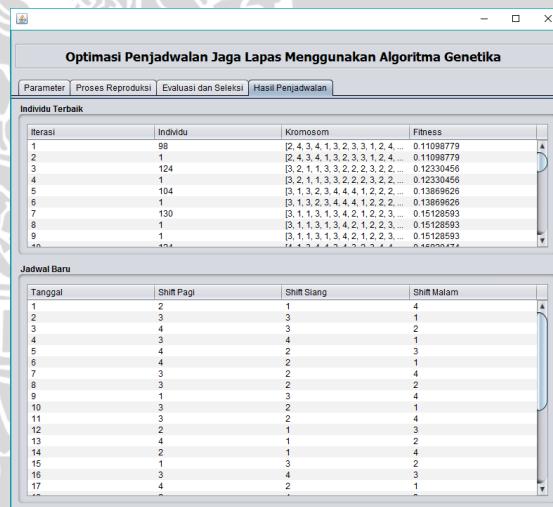 Optimasi Penjadwalan Jaga Lapas Menggunakan Algoritma Genetika
Parameter Proses Reproduksi Evaluasi dan Seleksi Hasil Penjadwalan
Individu Terbaik
Iterasi Individu Kromosom Fitness
1 98 [2, 4, 3, 4, 1, 3, 2, 3, 3, 1, 2, 4, ... 0.11098779
2 1 [2, 4, 3, 4, 1, 3, 2, 3, 3, 1, 2, 4, ... 0.11098779
3 124 [3, 2, 1, 1, 3, 3, 2, 2, 2, 3, 2, 2, ... 0.12330456
4 1 [3, 2, 1, 1, 3, 3, 2, 2, 2, 3, 2, 2, ... 0.12330456
5 104 [3, 1, 3, 2, 3, 4, 4, 4, 1, 2, 2, 2, ... 0.13869626
6 1 [3, 1, 3, 2, 3, 4, 4, 4, 1, 2, 2, 2, ... 0.13869626
7 130 [3, 1, 1, 3, 1, 3, 4, 2, 1, 2, 2, 3, ... 0.15128593
8 1 [3, 1, 1, 3, 1, 3, 4, 2, 1, 2, 2, 3, ... 0.15128593
9 1 [3, 1, 1, 3, 1, 3, 4, 2, 1, 2, 2, 3, ... 0.15128593
Jadwal Baru
Tanggal Shift Pagi Shift Siang Shift Malam
1 2 1 4
2 3 3 1
3 4 3 2
4 3 4 1
5 4 2 3
6 4 2 1
7 3 2 4
8 3 2 2
9 1 3 4
10 3 2 1
11 3 2 4
12 2 1 3
13 4 1 2
14 2 1 4
15 1 3 2
16 3 4 3
17 4 2 1